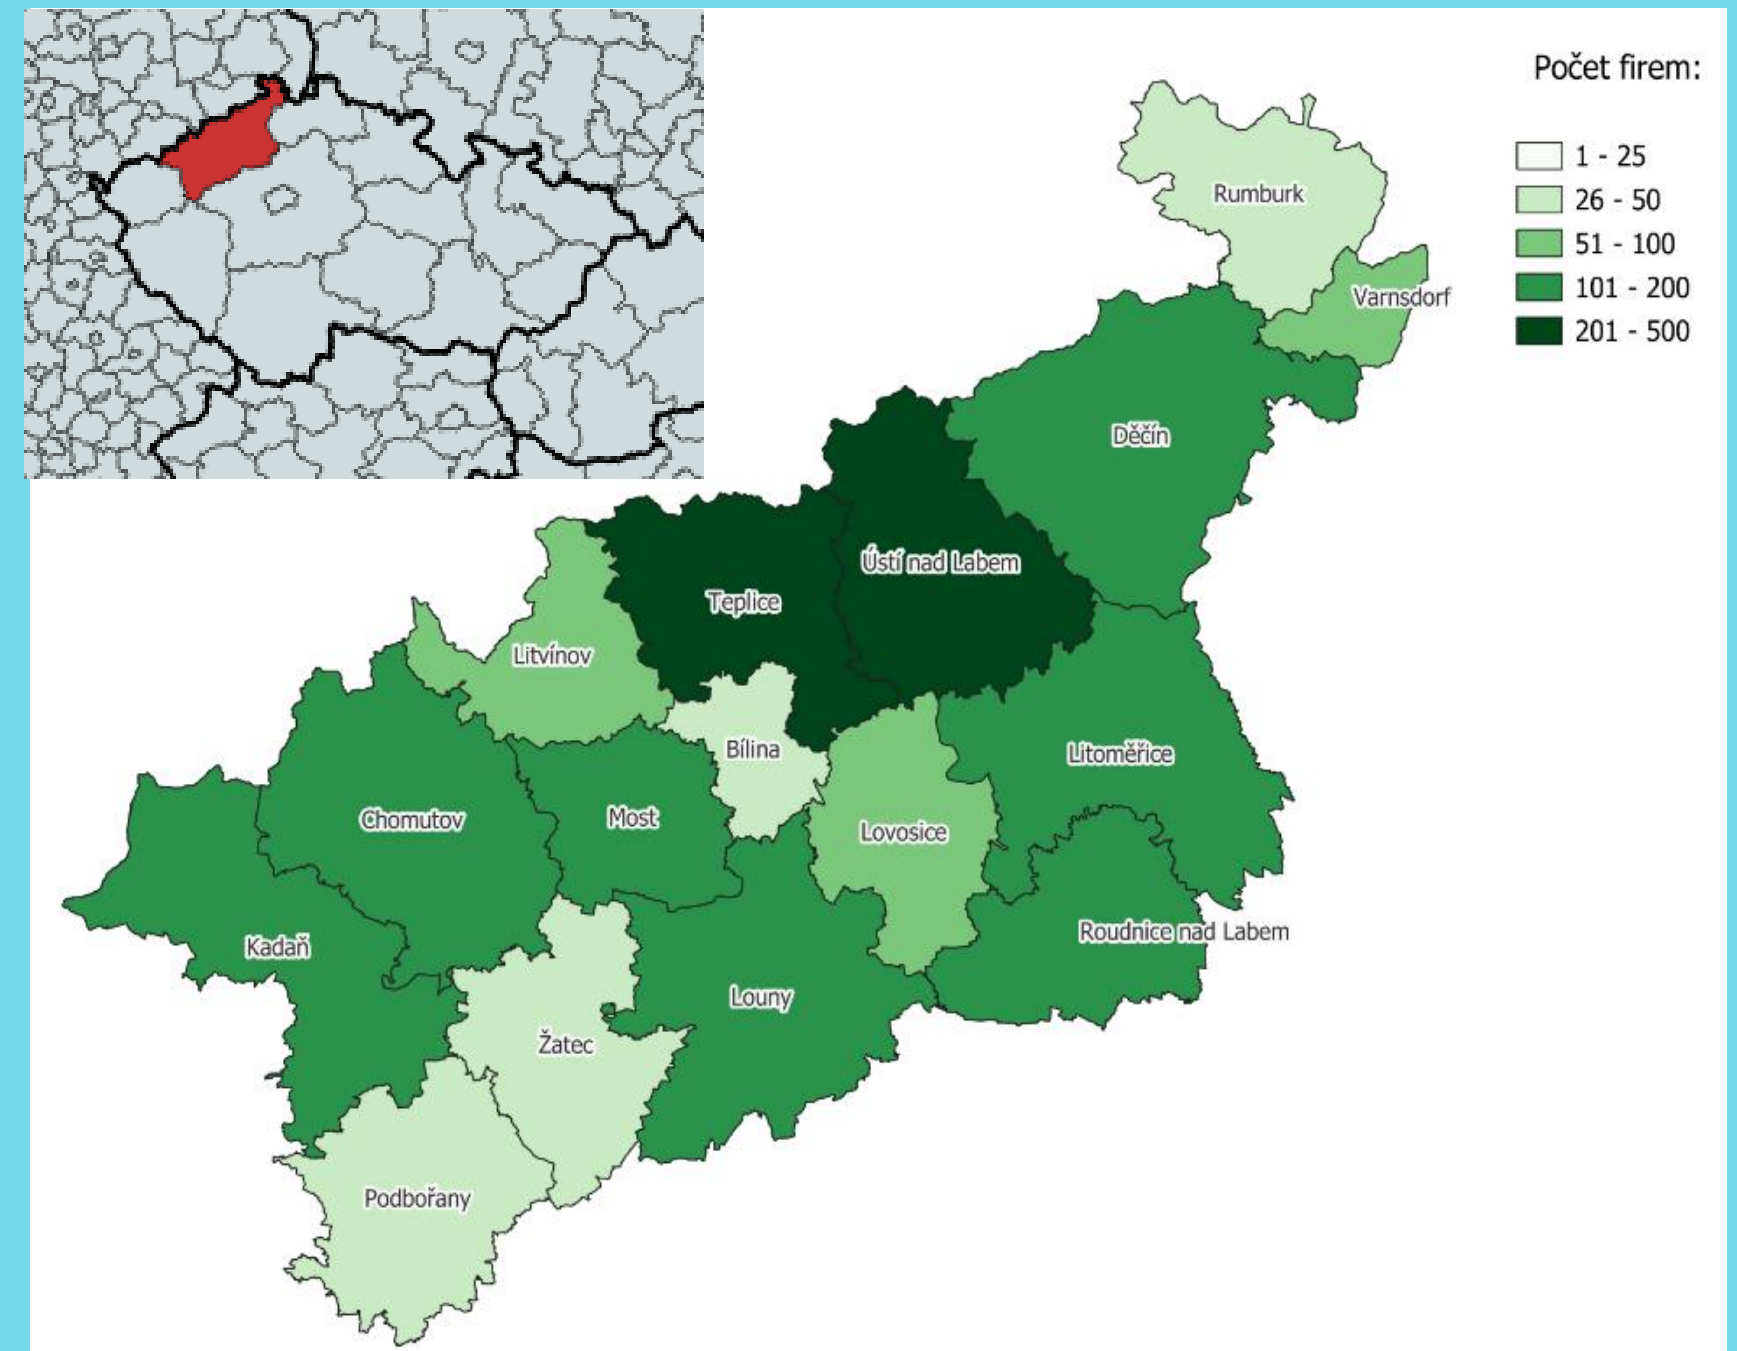 Počet firem:
1 - 25
26 - 50
51 - 100
101 - 200
201 - 500
Rumburk
Varnsdorf
Děčín
Ústí nad Labem
Teplice
Litvínov
Bílina
Litoměřice
Chomutov
Most
Lovosice
Roudnice nad Labem
Kadaň
Louny
Žatec
Podbořany